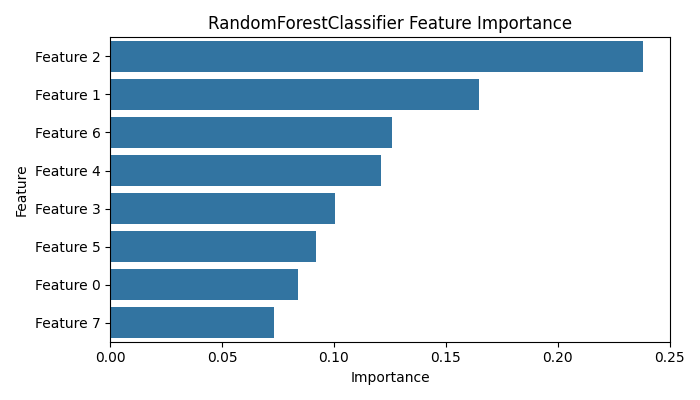 RandomForestClassifier Feature Importance
Feature
Feature 2
Feature 1
Feature 6
Feature 4
Feature 3
Feature 5
Feature 0
Feature 7
0.00 0.05 0.10 0.15 0.20 0.25
Importance